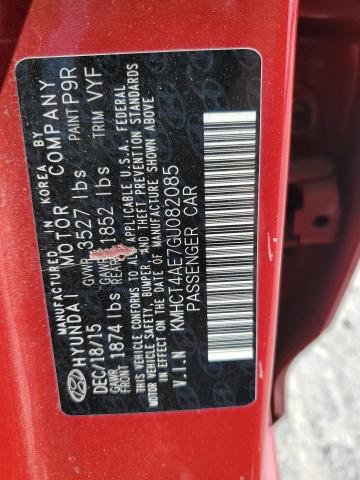 MANUFACTURED IN KOREA BY
HYUNDAI MOTOR COMPANY
DEC/18/15 GVWR 3527 lbs PAINT P9R
GAWR FRONT 1874 lbs GAWR REAR 1852 lbs TRIM VYF
THIS VEHICLE CONFORMS TO ALL APPLICABLE U.S.A. FEDERAL
MOTOR VEHICLE SAFETY, BUMPER, AND THEFT PREVENTION STANDARDS
IN EFFECT ON THE DATE OF MANUFACTURE SHOWN ABOVE.
V.I.N KMHCT4AE7GU082085
PASSENGER CAR